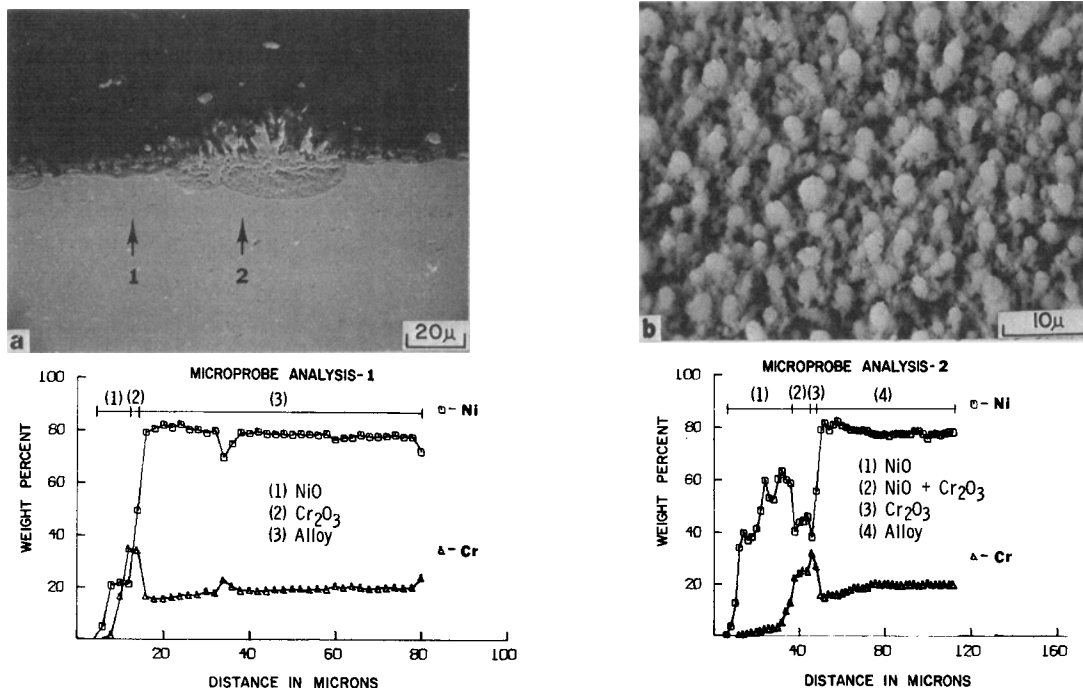 1
2
a
20μ
b
10μ
MICROPROBE ANALYSIS-1
100
80
60
40
20
WEIGHT PERCENT
(1) (2) (3)
Ni
Cr
(1) NiO
(2) Cr2O3
(3) Alloy
20 40 60 80 100
DISTANCE IN MICRONS
MICROPROBE ANALYSIS-2
100
80
60
40
20
WEIGHT PERCENT
(1) (2) (3) (4)
Ni
Cr
(1) NiO
(2) NiO + Cr2O3
(3) Cr2O3
(4) Alloy
40 80 120 160
DISTANCE IN MICRONS